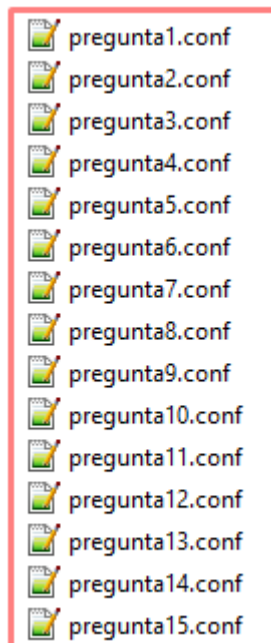 pregunta1.conf
pregunta2.conf
pregunta3.conf
pregunta4.conf
pregunta5.conf
pregunta6.conf
pregunta7.conf
pregunta8.conf
pregunta9.conf
pregunta10.conf
pregunta11.conf
pregunta12.conf
pregunta13.conf
pregunta14.conf
pregunta15.conf